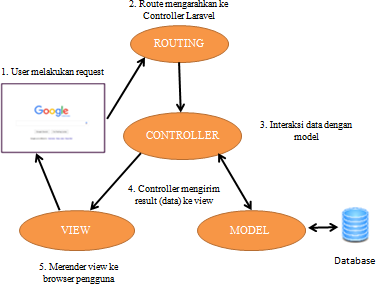 2. Route mengarahkan ke
Controller Laravel
ROUTING
1. User melakukan request
Google
CONTROLLER
3. Interaksi data dengan
model
4. Controller mengirim
result (data) ke view
VIEW
MODEL
Database
5. Merender view ke
browser pengguna